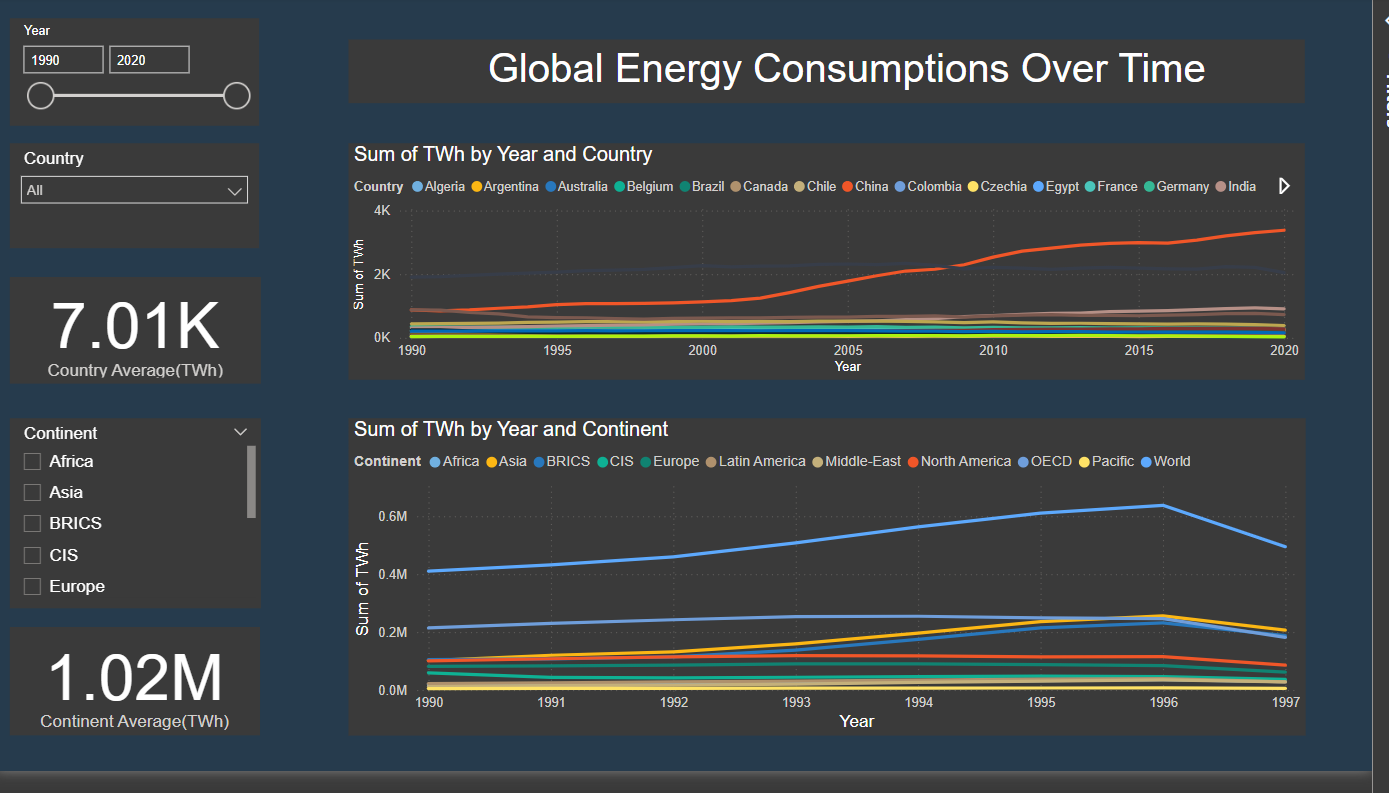 Year
1990 2020
Country
All
7.01K
Country Average(TWh)
Continent
Africa
Asia
BRICS
CIS
Europe
1.02M
Continent Average(TWh)
Global Energy Consumptions Over Time
Sum of TWh by Year and Country
Country Algeria Argentina Australia Belgium Brazil Canada Chile China Colombia Czechia Egypt France Germany India
Sum of TWh
4K
2K
0K
1990 1995 2000 2005 2010 2015 2020
Year
Sum of TWh by Year and Continent
Continent Africa Asia BRICS CIS Europe Latin America Middle-East North America OECD Pacific World
Sum of TWh
0.6M
0.4M
0.2M
0.0M
1990 1991 1992 1993 1994 1995 1996 1997
Year